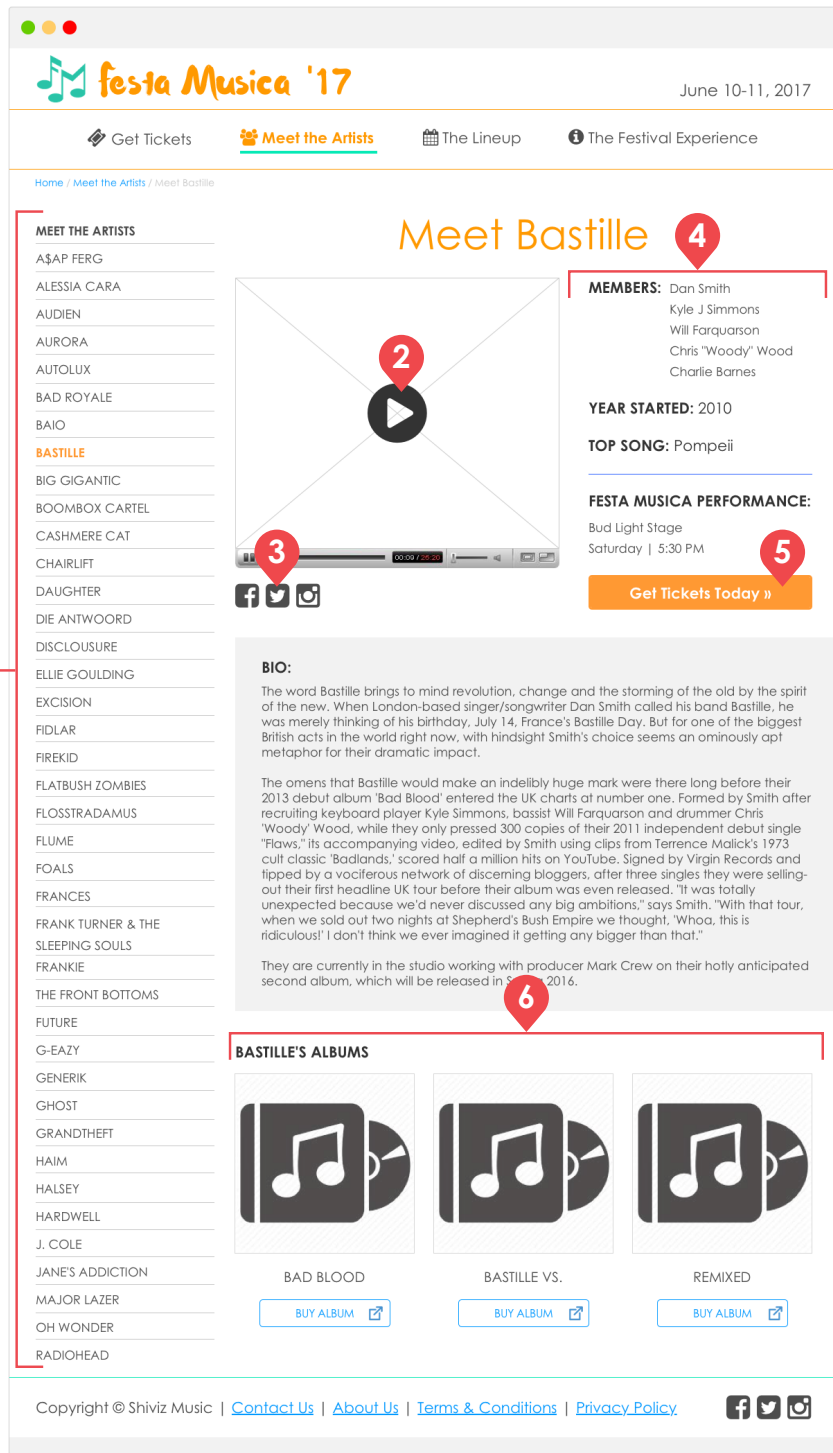 festa Musica '17
June 10-11, 2017
Get Tickets
Meet the Artists
The Lineup
The Festival Experience
Home / Meet the Artists / Meet Bastille
MEET THE ARTISTS
A$AP FERG
ALESSIA CARA
AUDIEN
AURORA
AUTOLUX
BAD ROYALE
BAIO
BASTILLE
BIG GIGANTIC
BOOMBOX CARTEL
CASHMERE CAT
CHAIRLIFT
DAUGHTER
DIE ANTWOORD
DISCLOUSURE
ELLIE GOULDING
EXCISION
FIDLAR
FIREKID
FLATBUSH ZOMBIES
FLOSSTRADAMUS
FLUME
FOALS
FRANCES
FRANK TURNER & THE
SLEEPING SOULS
FRANKIE
THE FRONT BOTTOMS
FUTURE
G-EAZY
GENERIK
GHOST
GRANDTHEFT
HAIM
HALSEY
HARDWELL
J. COLE
JANE'S ADDICTION
MAJOR LAZER
OH WONDER
RADIOHEAD
Meet Bastille
4
2
00:09 / 26:20
3
MEMBERS: Dan Smith
Kyle J Simmons
Will Farquarson
Chris "Woody" Wood
Charlie Barnes
YEAR STARTED: 2010
TOP SONG: Pompeii
FESTA MUSICA PERFORMANCE:
Bud Light Stage
Saturday | 5:30 PM
5
Get Tickets Today »
BIO:
The word Bastille brings to mind revolution, change and the storming of the old by the spirit
of the new. When London-based singer/songwriter Dan Smith called his band Bastille, he
was merely thinking of his birthday, July 14, France's Bastille Day. But for one of the biggest
British acts in the world right now, with hindsight Smith's choice seems an ominously apt
metaphor for their dramatic impact.
The omens that Bastille would make an indelibly huge mark were there long before their
2013 debut album 'Bad Blood' entered the UK charts at number one. Formed by Smith after
recruiting keyboard player Kyle Simmons, bassist Will Farquarson and drummer Chris
'Woody' Wood, while they only pressed 300 copies of their 2011 independent debut single
"Flaws," its accompanying video, edited by Smith using clips from Terrence Malick's 1973
cult classic 'Badlands,' scored half a million hits on YouTube. Signed by Virgin Records and
tipped by a vociferous network of discerning bloggers, after three singles they were selling-
out their first headline UK tour before their album was even released. "It was totally
unexpected because we'd never discussed any big ambitions," says Smith. "With that tour,
when we sold out two nights at Shepherd's Bush Empire we thought, 'Whoa, this is
ridiculous!' I don't think we ever imagined it getting any bigger than that."
They are currently in the studio working with producer Mark Crew on their hotly anticipated
second album, which will be released in 2016.
6
BASTILLE'S ALBUMS
BAD BLOOD
BASTILLE VS.
REMIXED
BUY ALBUM
BUY ALBUM
BUY ALBUM
Copyright © Shiviz Music | Contact Us | About Us | Terms & Conditions | Privacy Policy